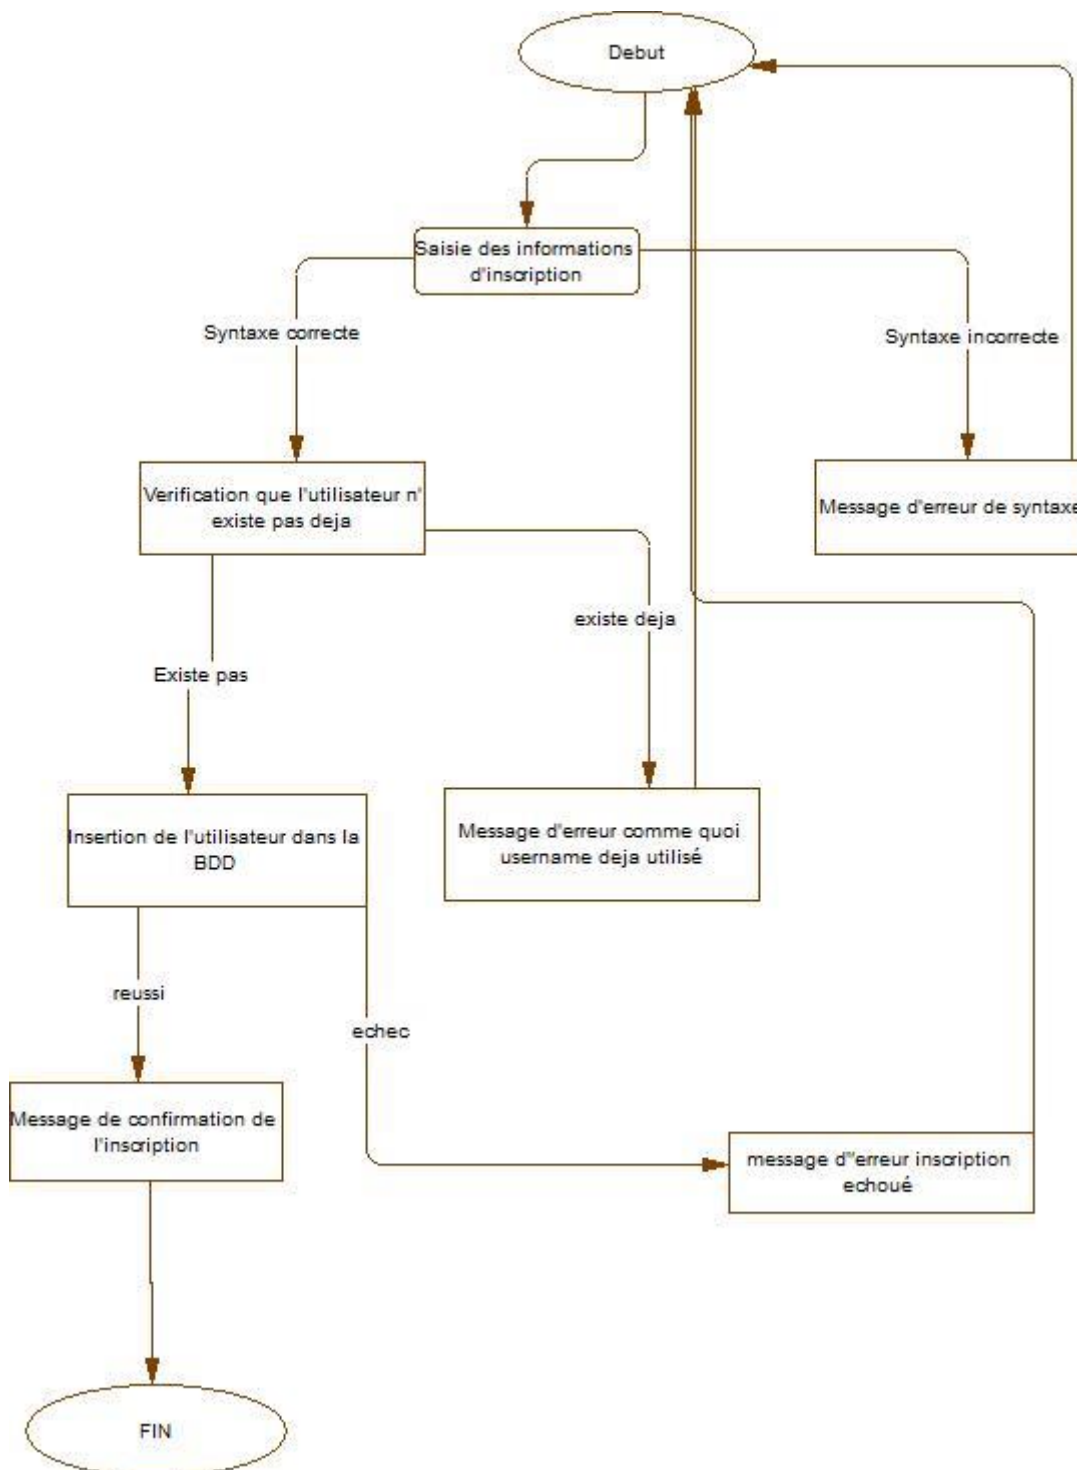 Debut
Saisie des informations
d'inscription
Syntaxe correcte
Syntaxe incorrecte
Verification que l'utilisateur n'
existe pas deja
Message d'erreur de syntaxe
existe deja
Existe pas
Insertion de l'utilisateur dans la
BDD
Message d'erreur comme quoi
username deja utilisé
reussi
echec
Message de confirmation de
l'inscription
message d''erreur inscription
echoué
FIN